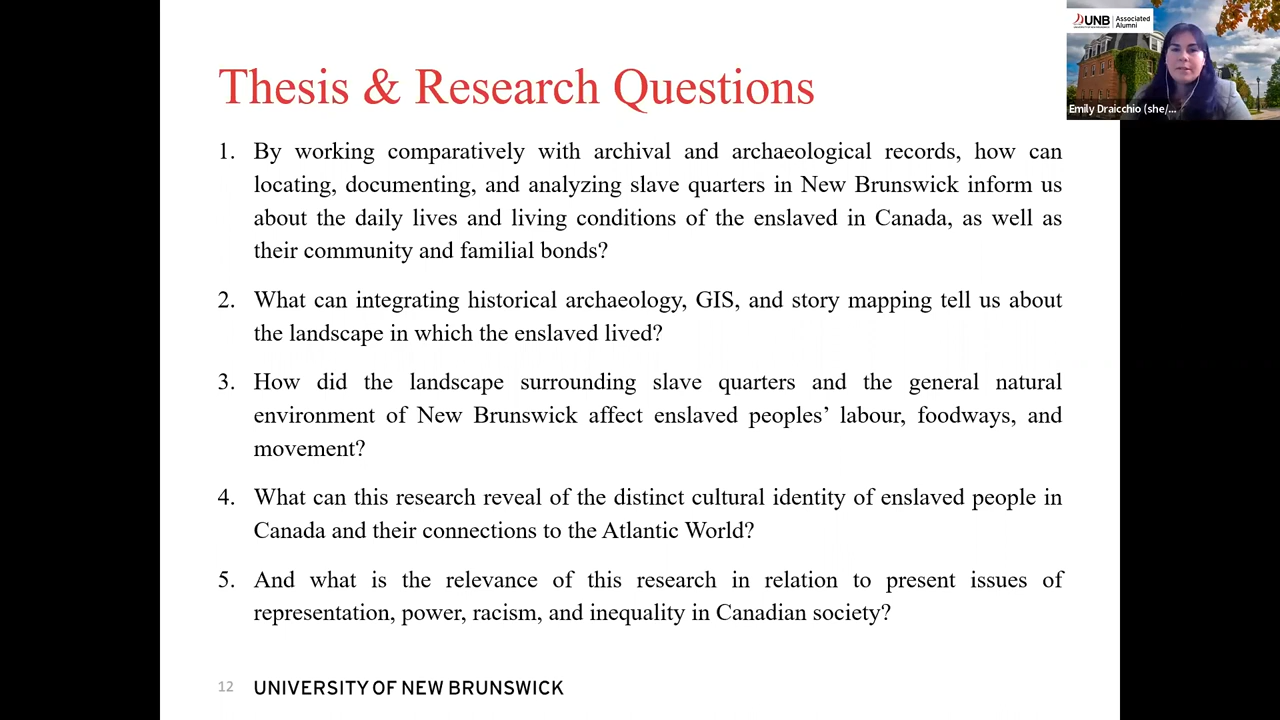 Thesis & Research Questions
1. By working comparatively with archival and archaeological records, how can
locating, documenting, and analyzing slave quarters in New Brunswick inform us
about the daily lives and living conditions of the enslaved in Canada, as well as
their community and familial bonds?
2. What can integrating historical archaeology, GIS, and story mapping tell us about
the landscape in which the enslaved lived?
3. How did the landscape surrounding slave quarters and the general natural
environment of New Brunswick affect enslaved peoples’ labour, foodways, and
movement?
4. What can this research reveal of the distinct cultural identity of enslaved people in
Canada and their connections to the Atlantic World?
5. And what is the relevance of this research in relation to present issues of
representation, power, racism, and inequality in Canadian society?
12 UNIVERSITY OF NEW BRUNSWICK
UNB
Associated
Alumni
Emily Draicchio (she/...